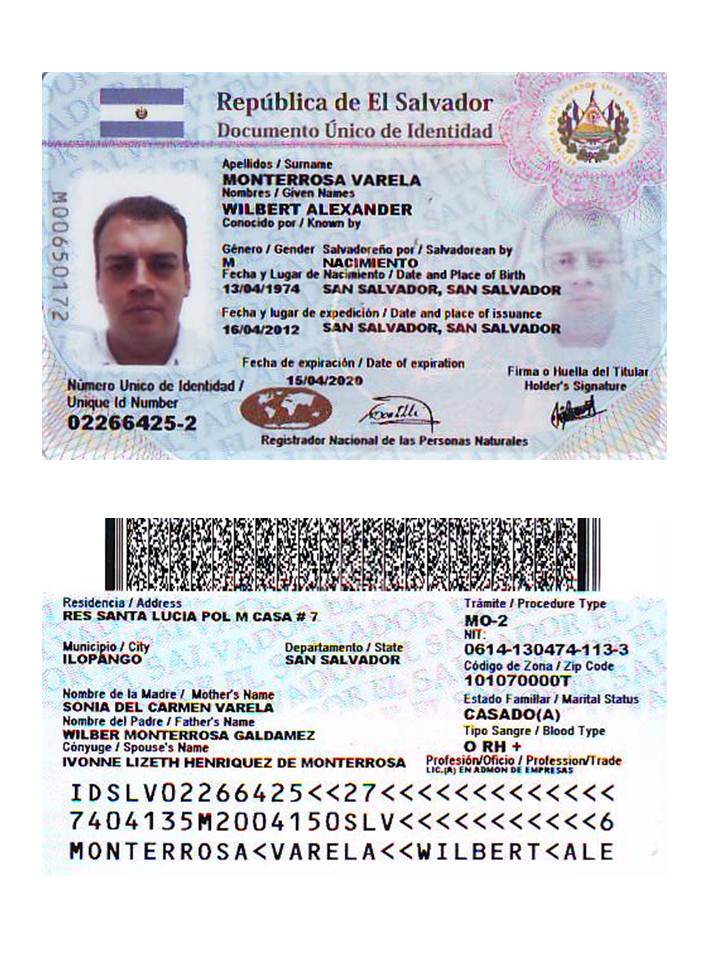 República de El Salvador
Documento Único de Identidad
Apellidos / Surname
MONTERROSA VARELA
Nombres / Given Names
WILBERT ALEXANDER
Conocido por / Known by
Género / Gender Salvadoreño por / Salvadorean by
M NACIMIENTO
Fecha y Lugar de Nacimiento / Date and Place of Birth
13/04/1974 SAN SALVADOR, SAN SALVADOR
Fecha y lugar de expedición / Date and place of issuance
16/04/2012 SAN SALVADOR, SAN SALVADOR
Fecha de expiración / Date of expiration
15/04/2020
M00650172
Número Unico de Identidad /
Unique Id Number
02266425-2
Firma o Huella del Titular
Holder's Signature
Registrador Nacional de las Personas Naturales
Residencia / Address
RES SANTA LUCIA POL M CASA # 7
Municipio / City
ILOPANGO
Departamento / State
SAN SALVADOR
Nombre de la Madre / Mother's Name
SONIA DEL CARMEN VARELA
Nombre del Padre / Father's Name
WILBER MONTERROSA GALDAMEZ
Cónyuge / Spouse's Name
IVONNE LIZETH HENRIQUEZ DE MONTERROSA
Trámite / Procedure Type
MO-2
NIT:
0614-130474-113-3
Código de Zona / Zip Code
101070000T
Estado Familiar / Marital Status
CASADO(A)
Tipo Sangre / Blood Type
O RH +
Profesión/Oficio / Profession/Trade
LIC.(A) EN ADMON DE EMPRESAS
IDSLV02266425<<27<<<<<<<<<<<<<
7404135M2004150SLV<<<<<<<<<<<6
MONTERROSA<VARELA<<WILBERT<ALE